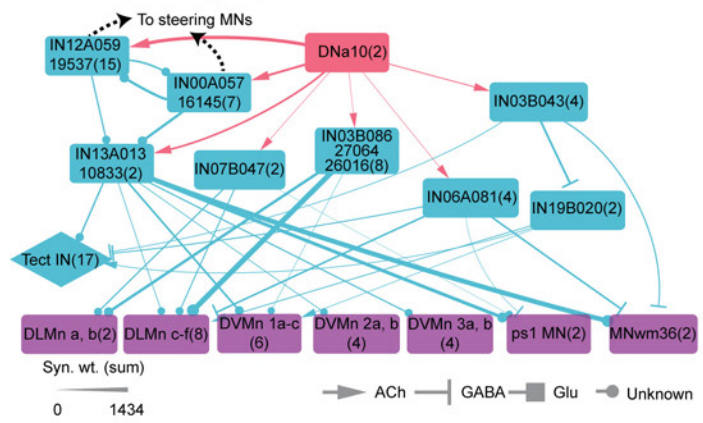 To steering MNs
IN12A059
19537(15)
DNa10(2)
IN00A057
16145(7)
IN03B043(4)
IN13A013
10833(2)
IN07B047(2)
IN03B086
27064
26016(8)
IN06A081(4)
IN19B020(2)
Tect IN(17)
DLMn a, b(2)
DLMn c-f(8)
DVMn 1a-c
(6)
DVMn 2a, b
(4)
DVMn 3a, b
(4)
ps1 MN(2)
MNwm36(2)
Syn. wt. (sum)
0 1434
ACh GABA Glu Unknown